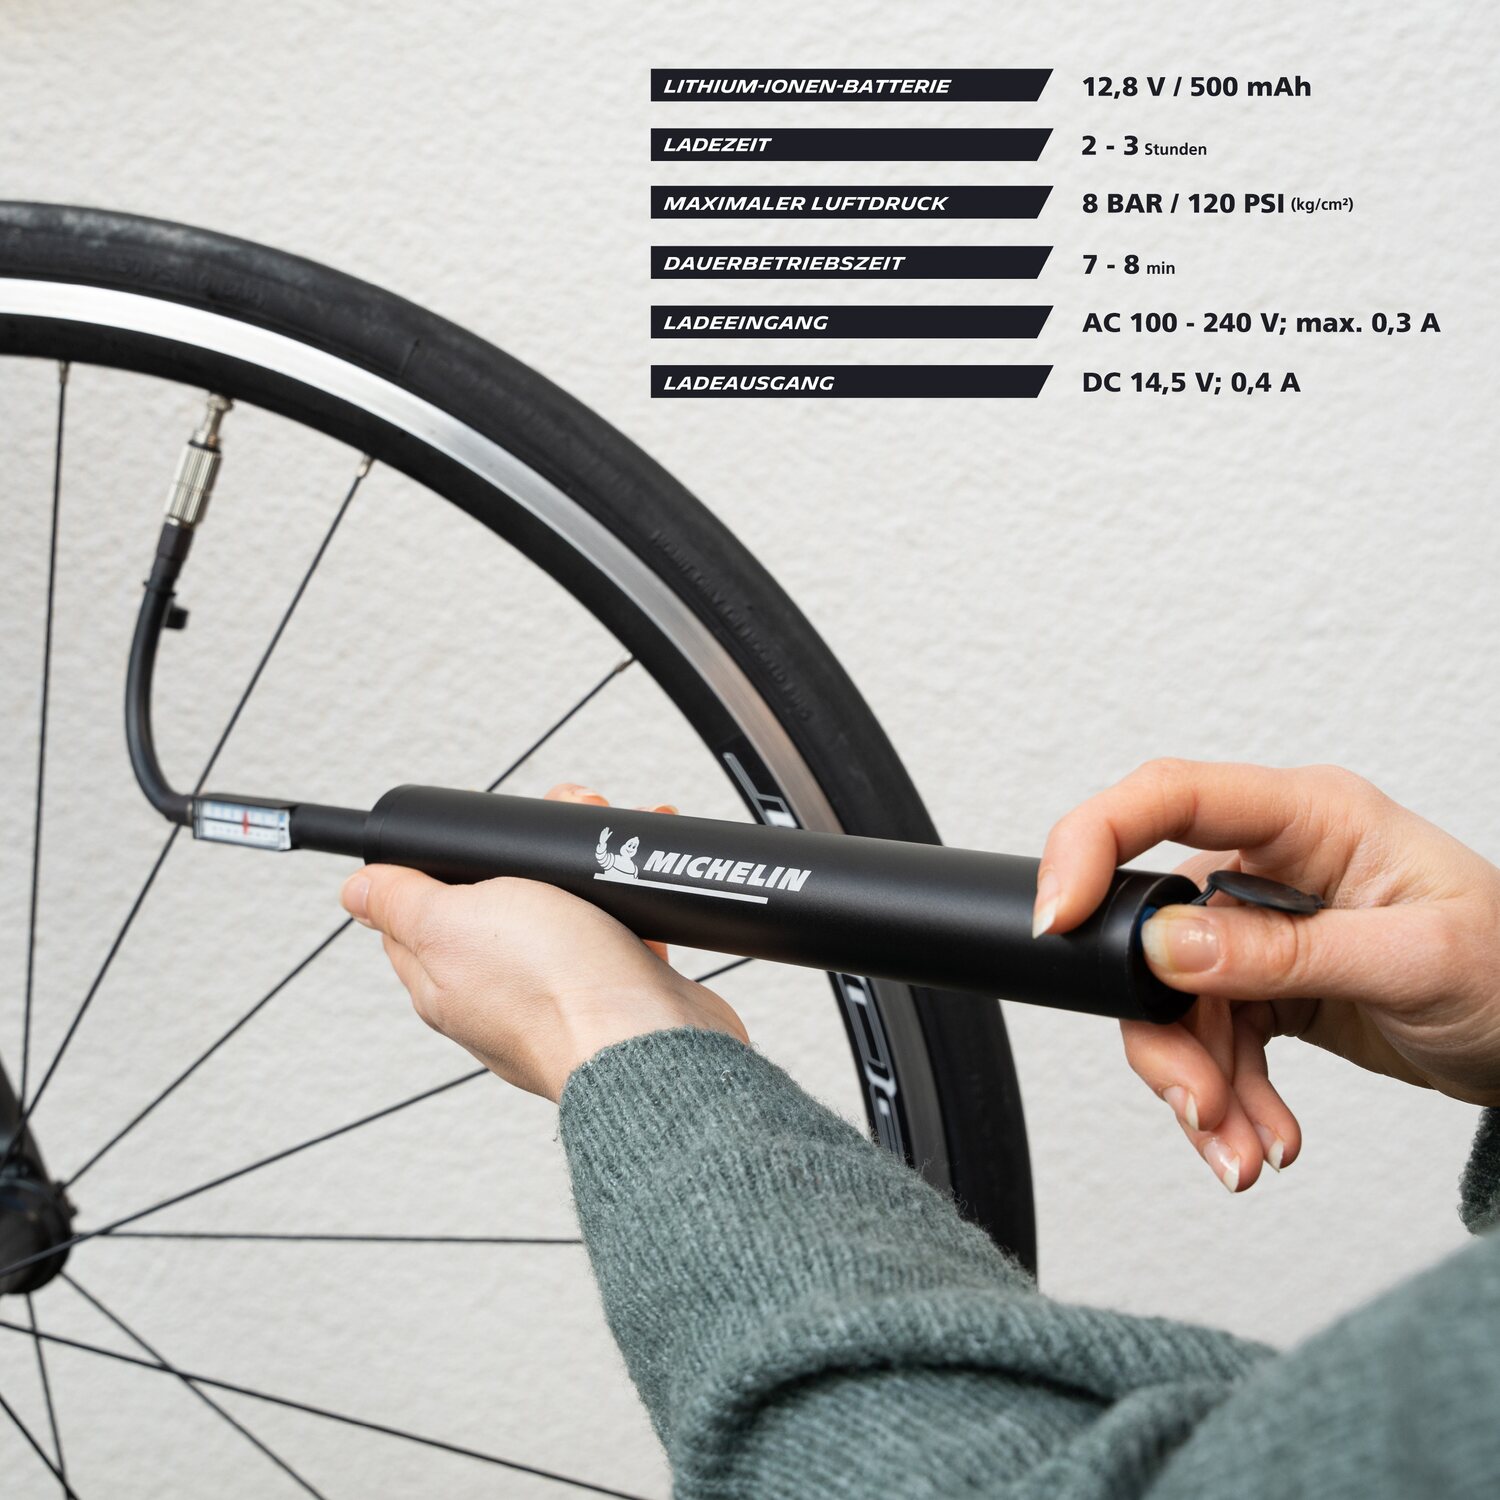 LITHIUM-IONEN-BATTERIE 12,8 V / 500 mAh
LADEZEIT 2 - 3 Stunden
MAXIMALER LUFTDRUCK 8 BAR / 120 PSI (kg/cm²)
DAUERBETRIEBSZEIT 7 - 8 min
LADEEINGANG AC 100 - 240 V; max. 0,3 A
LADEAUSGANG DC 14,5 V; 0,4 A
MICHELIN